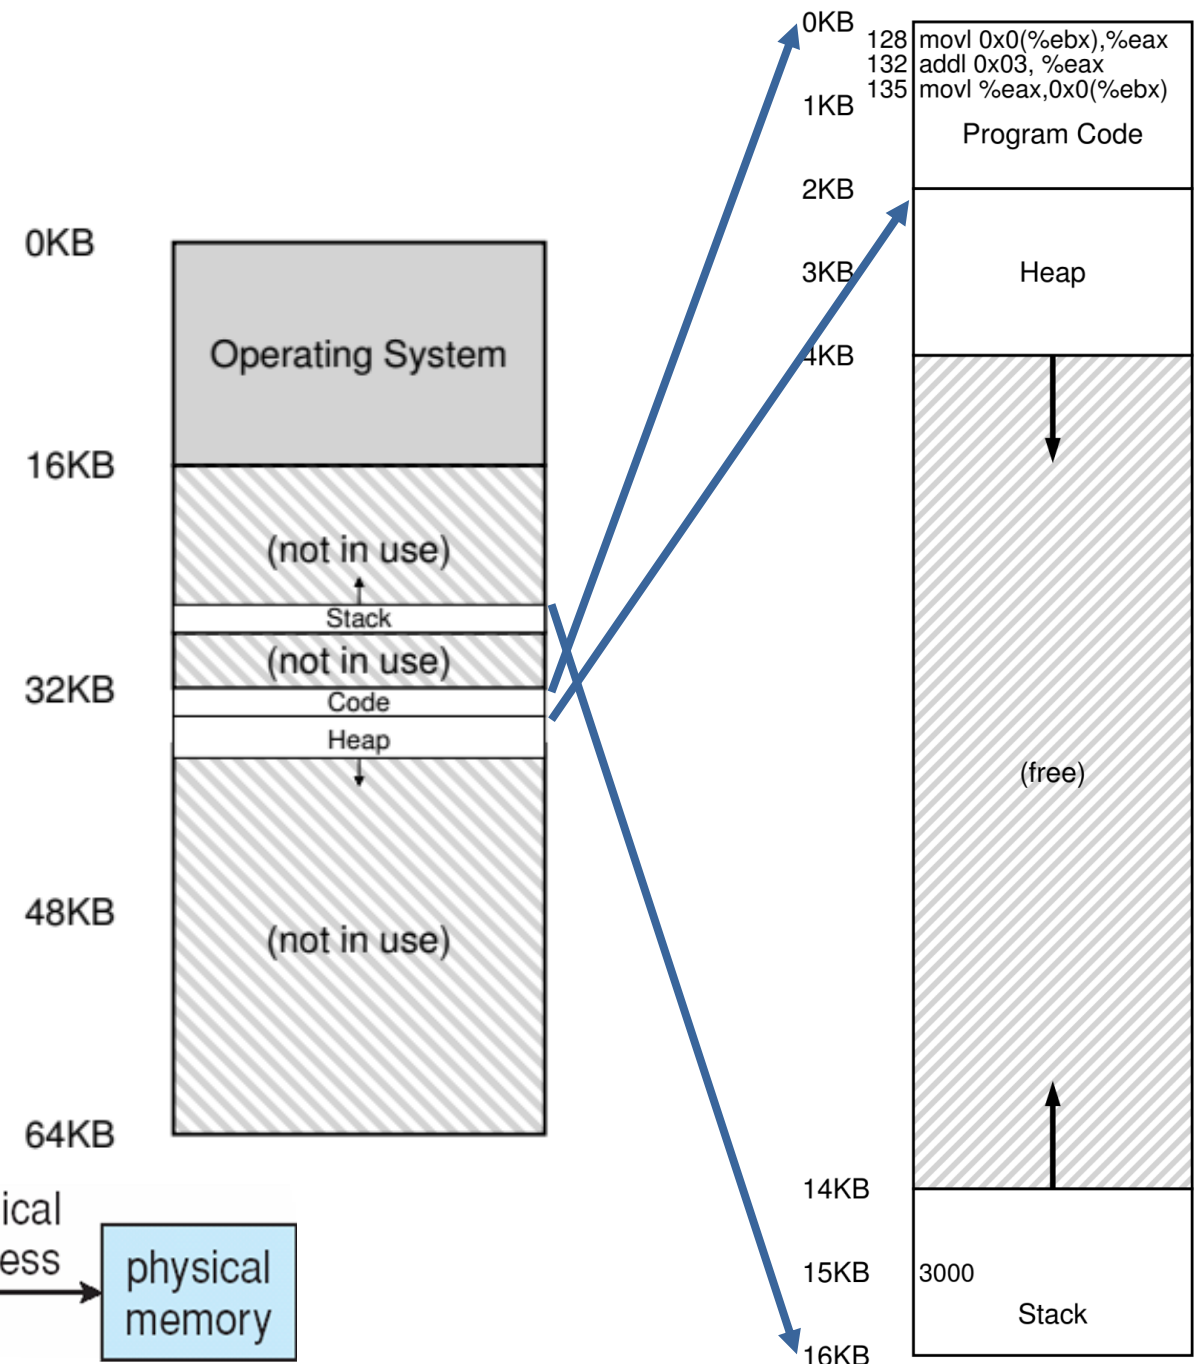 0KB
Operating System
16KB
(not in use)
Stack
(not in use)
32KB
Code
Heap
48KB
(not in use)
64KB
ical
ess
physical
memory
0KB
128 movl 0x0(%ebx),%eax
132 addl 0x03, %eax
135 movl %eax,0x0(%ebx)
1KB
Program Code
2KB
3KB
Heap
4KB
(free)
14KB
15KB
3000
Stack
16KB